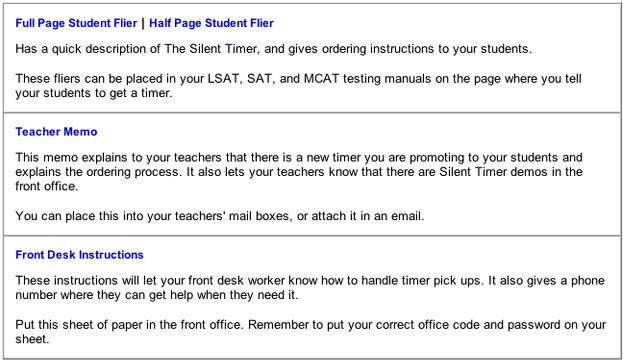 Full Page Student Flier | Half Page Student Flier
Has a quick description of The Silent Timer, and gives ordering instructions to your students.
These fliers can be placed in your LSAT, SAT, and MCAT testing manuals on the page where you tell
your students to get a timer.
Teacher Memo
This memo explains to your teachers that there is a new timer you are promoting to your students and
explains the ordering process. It also lets your teachers know that there are Silent Timer demos in the
front office.
You can place this into your teachers' mail boxes, or attach it in an email.
Front Desk Instructions
These instructions will let your front desk worker know how to handle timer pick ups. It also gives a phone
number where they can get help when they need it.
Put this sheet of paper in the front office. Remember to put your correct office code and password on your
sheet.